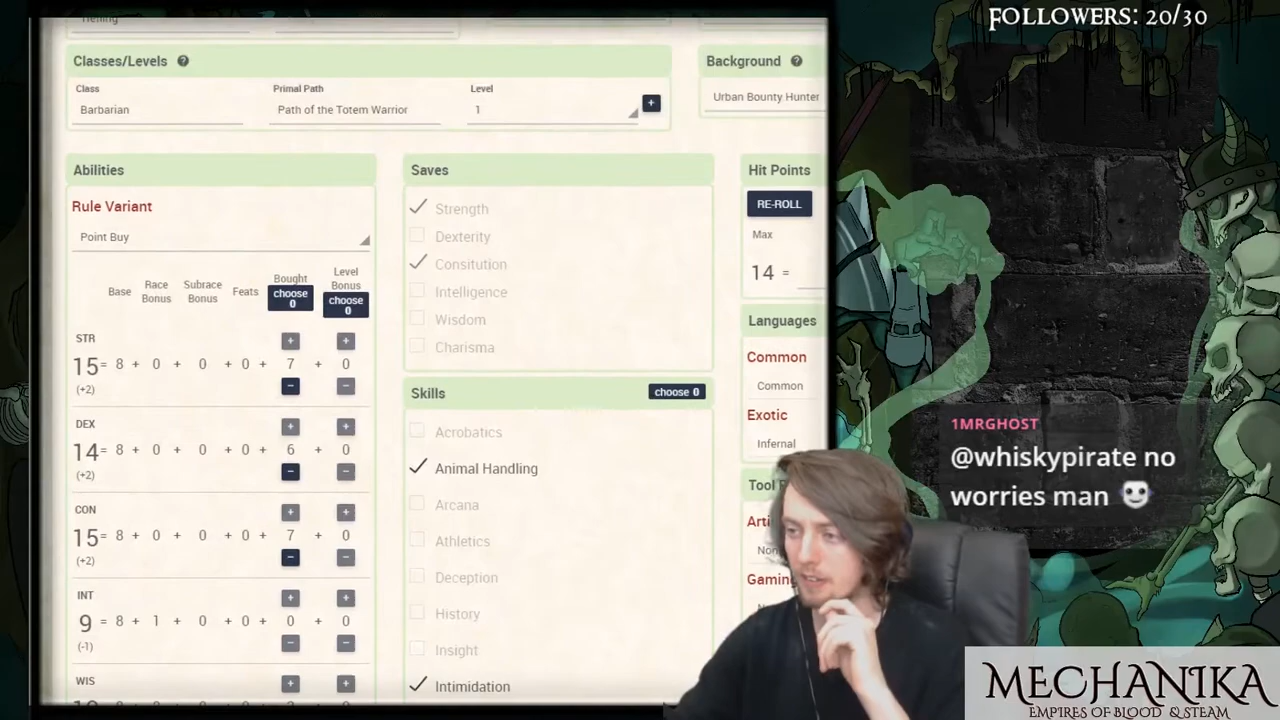 FOLLOWERS: 20/30
Tiefling
Classes/Levels ?
Background ?
Class
Primal Path
Level
Barbarian
Path of the Totem Warrior
1
+
Urban Bounty Hunter
Abilities
Saves
Hit Points
Rule Variant
Point Buy
Strength
Dexterity
Consitution
Intelligence
Wisdom
Charisma
RE-ROLL
Max
14 =
Base
Race Bonus
Subrace Bonus
Feats
Bought
choose 0
Level Bonus
choose 0
STR
15 = 8 + 0 + 0 + 0 + 7 + 0
(+2)
DEX
14 = 8 + 0 + 0 + 0 + 6 + 0
(+2)
CON
15 = 8 + 0 + 0 + 0 + 7 + 0
(+2)
INT
9 = 8 + 1 + 0 + 0 + 0 + 0
(-1)
WIS
Skills
choose 0
Acrobatics
Animal Handling
Arcana
Athletics
Deception
History
Insight
Intimidation
Languages
Common
Common
Exotic
Infernal
Tool
Arti
Gaming
1MRGHOST
@whiskypirate no
worries man
MECHANIKA
EMPIRES OF BLOOD & STEAM